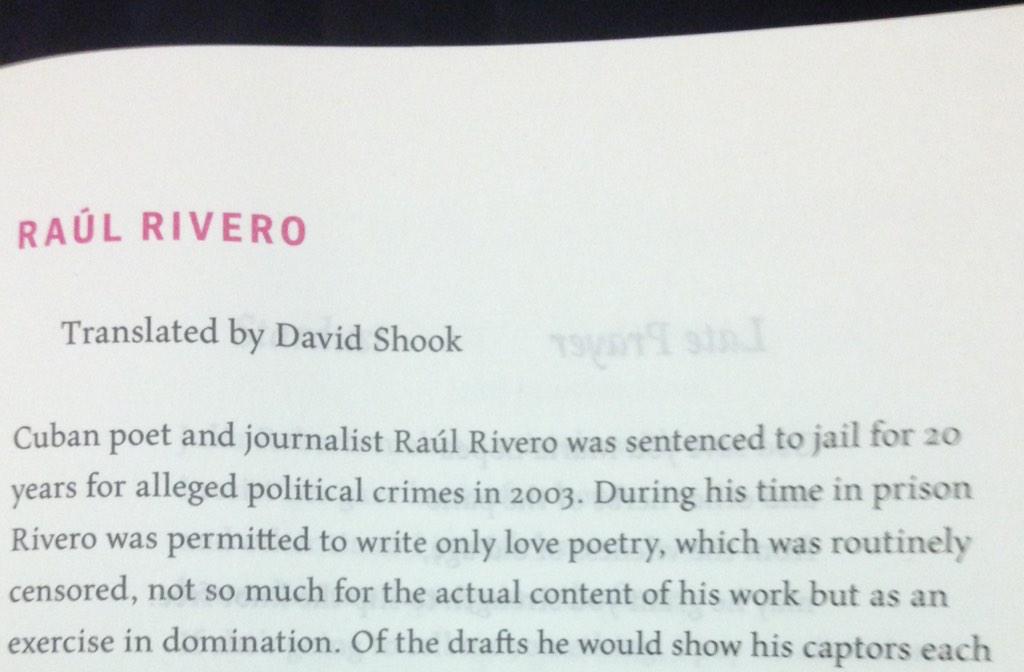 RAÚL RIVERO
Translated by David Shook
Late Prayer
Cuban poet and journalist Raúl Rivero was sentenced to jail for 20
years for alleged political crimes in 2003. During his time in prison
Rivero was permitted to write only love poetry, which was routinely
censored, not so much for the actual content of his work but as an
exercise in domination. Of the drafts he would show his captors each